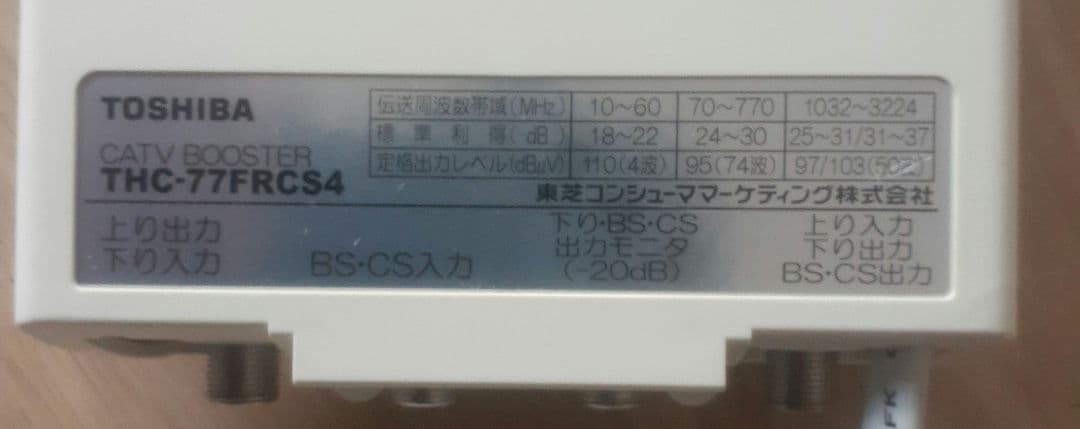 TOSHIBA
CATV BOOSTER
THC-77FRCS4
伝送周波数帯域(MHz) 10～60 70～770 1032～3224
標準利得(dB) 18～22 24～30 25～31/31～37
定格出力レベル(dBμV) 110(4波) 95(74波) 97/103(50波)
東芝コンシューママーケティング株式会社
上り出力
下り入力
BS･CS入力
下り･BS･CS
出力モニタ
(-20dB)
上り入力
下り出力
BS･CS出力
FK